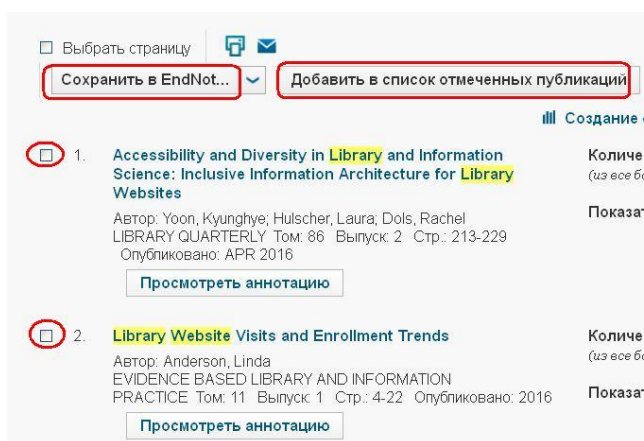 Выбрать страницу
Сохранить в EndNot...
Добавить в список отмеченных публикаций
Создание
1. Accessibility and Diversity in Library and Information
Science: Inclusive Information Architecture for Library
Websites
Количе
(из все б
Показат
Автор: Yoon, Kyunghye; Hulscher, Laura; Dols, Rachel
LIBRARY QUARTERLY Том: 86 Выпуск: 2 Стр.: 213-229
Опубликовано: APR 2016
Просмотреть аннотацию
2. Library Website Visits and Enrollment Trends
Количе
(из все б
Показат
Автор: Anderson, Linda
EVIDENCE BASED LIBRARY AND INFORMATION
PRACTICE Том: 11 Выпуск: 1 Стр.: 4-22 Опубликовано: 2016
Просмотреть аннотацию